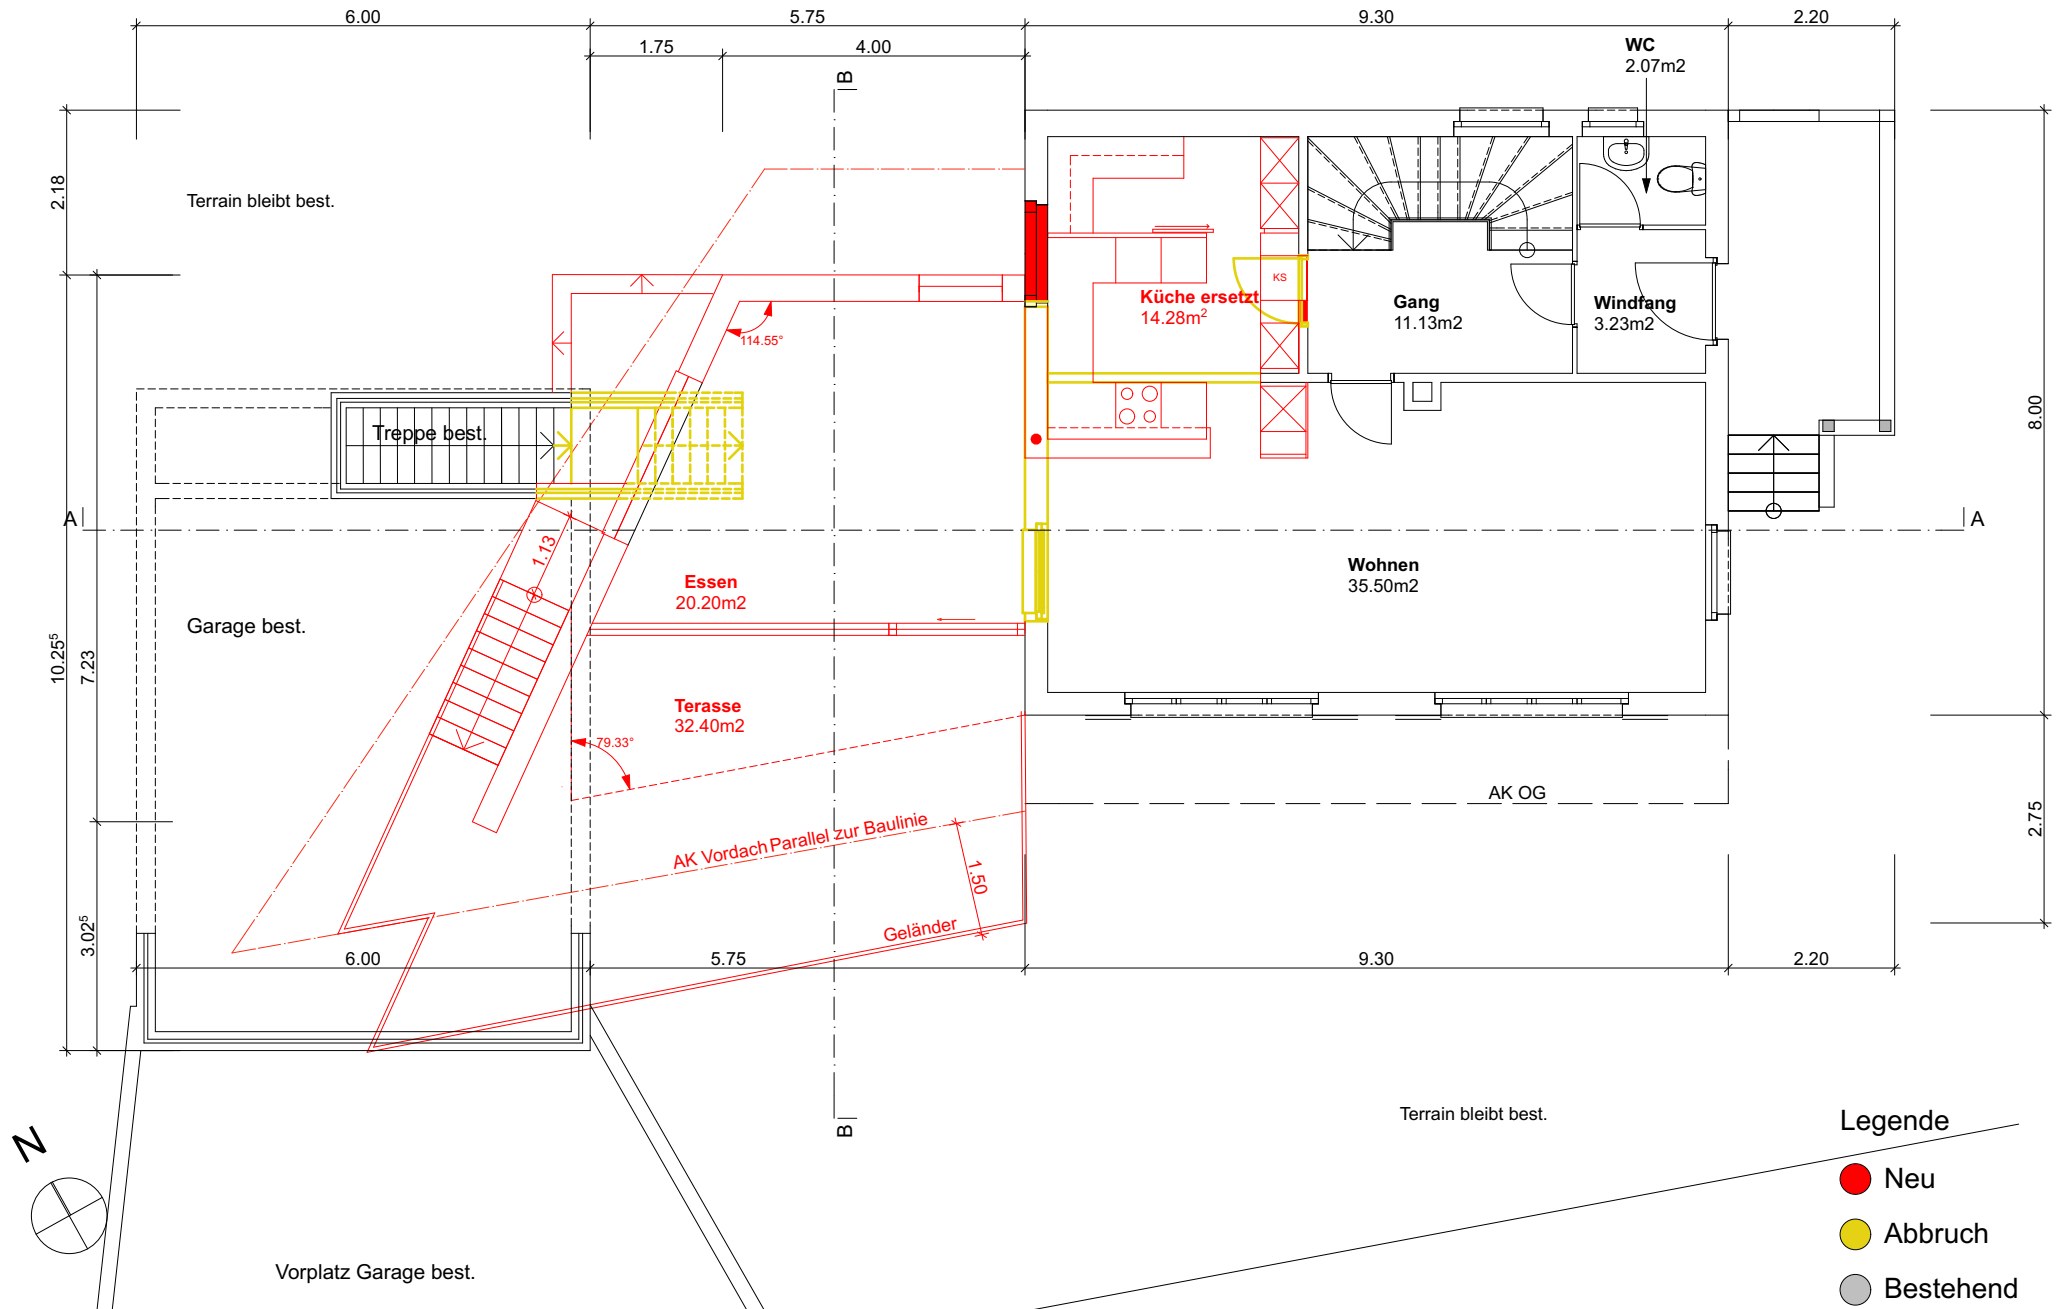 6.00
5.75
9.30
2.20
1.75
4.00
WC
2.07m2
B
2.18
Terrain bleibt best.
KS
Küche ersetzt
14.28m²
Gang
11.13m2
Windfang
3.23m2
114.55°
8.00
Treppe best.
A
A
1.13
Essen
20.20m2
Wohnen
35.50m2
Garage best.
10.25⁵
7.23
Terasse
32.40m2
79.33°
AK OG
2.75
AK Vordach Parallel zur Baulinie
1.50
3.02⁵
Geländer
6.00
5.75
9.30
2.20
B
Terrain bleibt best.
Legende
N
Neu
Abbruch
Vorplatz Garage best.
Bestehend